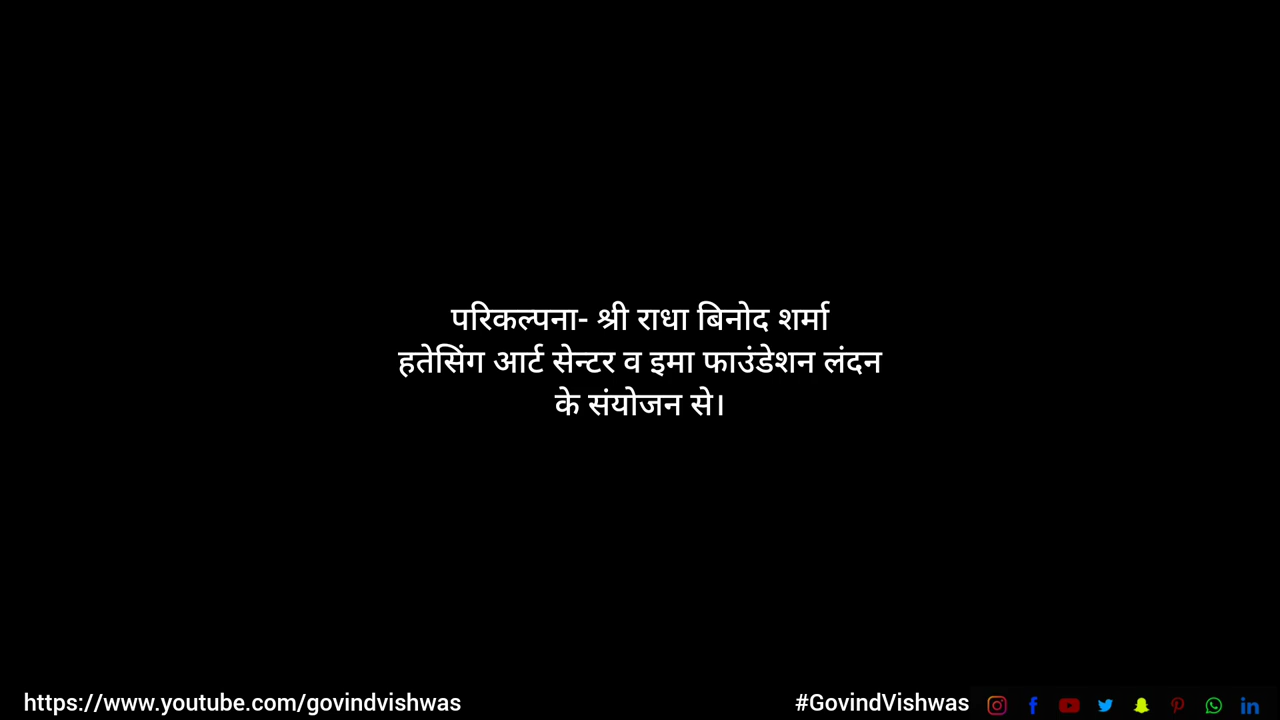 परिकल्पना- श्री राधा बिनोद शर्मा
हतेसिंग आर्ट सेन्टर व इमा फाउंडेशन लंदन
के संयोजन से।
https://www.youtube.com/govindvishwas
#GovindVishwas